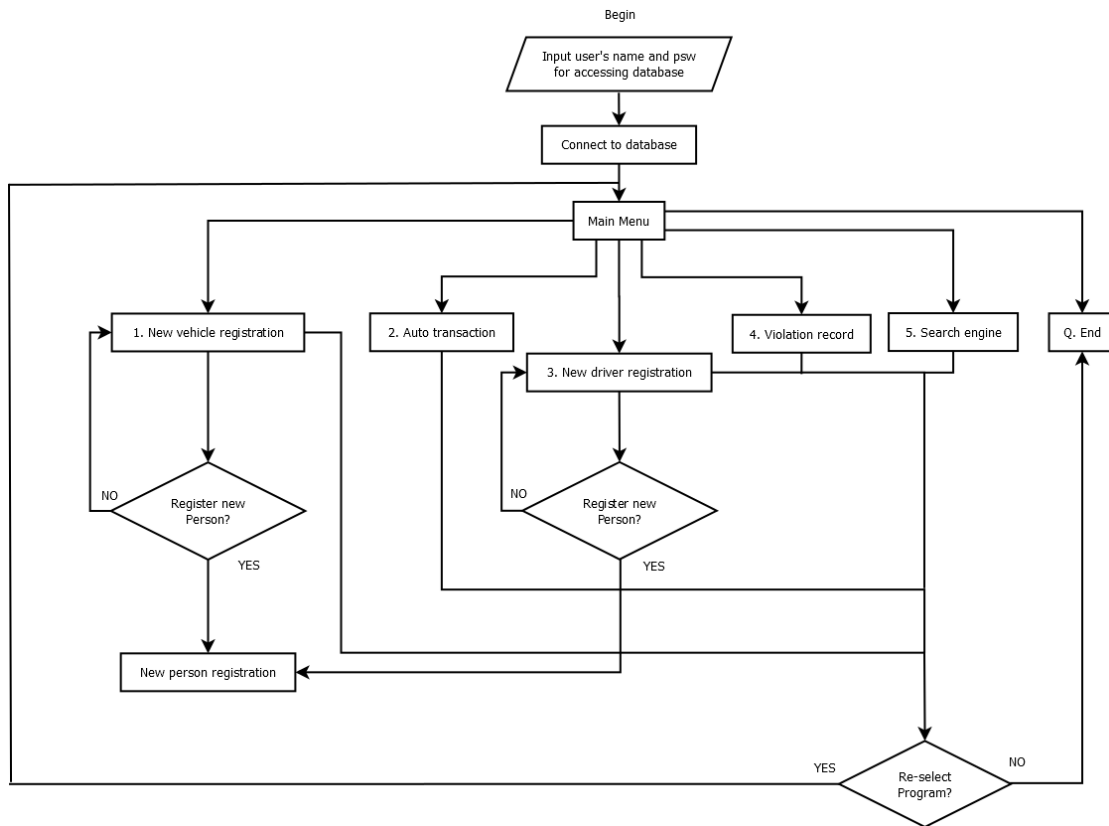 Begin
Input user's name and psw
for accessing database
Connect to database
Main Menu
1. New vehicle registration
2. Auto transaction
3. New driver registration
4. Violation record
5. Search engine
Q. End
NO
Register new
Person?
YES
NO
Register new
Person?
YES
New person registration
YES
Re-select
Program?
NO